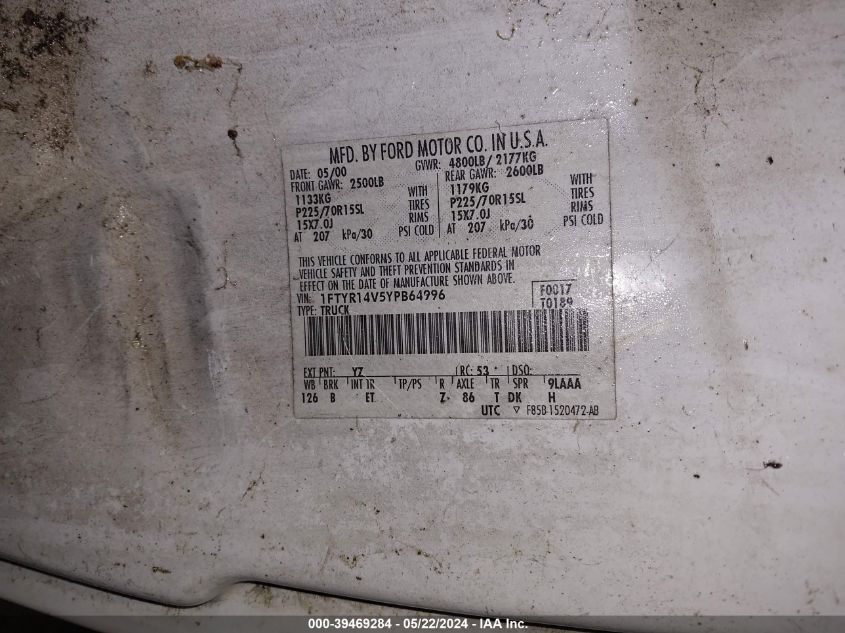 MFD. BY FORD MOTOR CO. IN U.S.A.
DATE: 05/00 GVWR: 4800LB/ 2177KG
FRONT GAWR: 2500LB REAR GAWR: 2600LB
1133KG WITH 1179KG WITH
P225/70R15SL TIRES P225/70R15SL TIRES
15X7.0J RIMS 15X7.0J RIMS
AT 207 kPa/30 PSI COLD AT 207 kPa/30 PSI COLD
THIS VEHICLE CONFORMS TO ALL APPLICABLE FEDERAL MOTOR
VEHICLE SAFETY AND THEFT PREVENTION STANDARDS IN
EFFECT ON THE DATE OF MANUFACTURE SHOWN ABOVE.
VIN: 1FTYR14V5YPB64996 F0017
TYPE: TRUCK T0189
EXT PNT: YZ RC: 53 DSO:
WB BRK INT TR TP/PS R AXLE TR SPR 9LAAA
126 B ET Z 86 T DK H
UTC ▽ F85B-1520472-AB
000-39469284 - 05/22/2024 - IAA Inc.